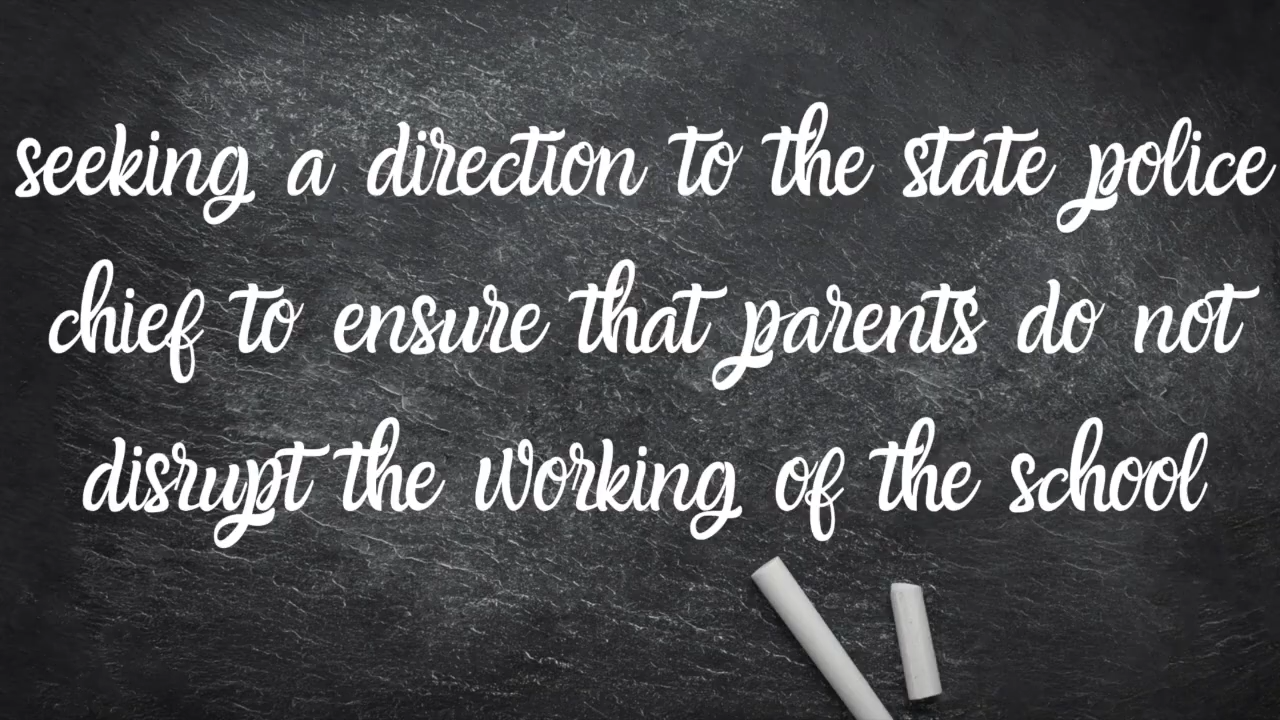 seeking a direction to the state police
chief to ensure that parents do not
disrupt the working of the school